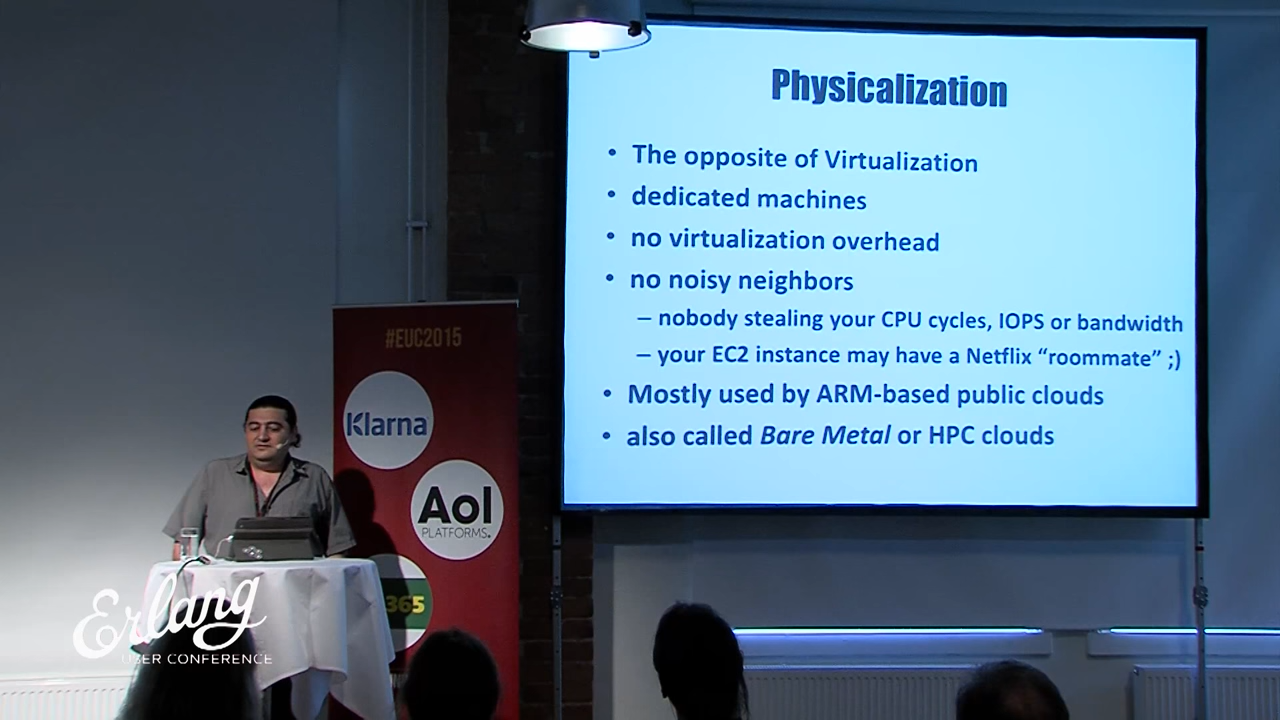 Physicalization
• The opposite of Virtualization
• dedicated machines
• no virtualization overhead
• no noisy neighbors
– nobody stealing your CPU cycles, IOPS or bandwidth
– your EC2 instance may have a Netflix “roommate” ;)
• Mostly used by ARM-based public clouds
• also called Bare Metal or HPC clouds
#EUC2015
Klarna
Aol
PLATFORMS.
365
Erlang
USER CONFERENCE